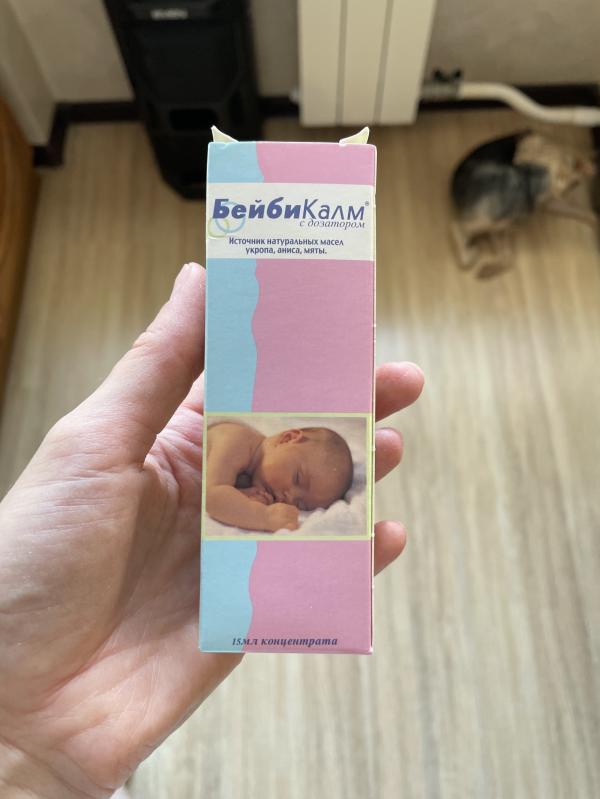 БейбиКалм®
с дозатором
Источник натуральных масел
укропа, аниса, мяты.
15мл концентрата